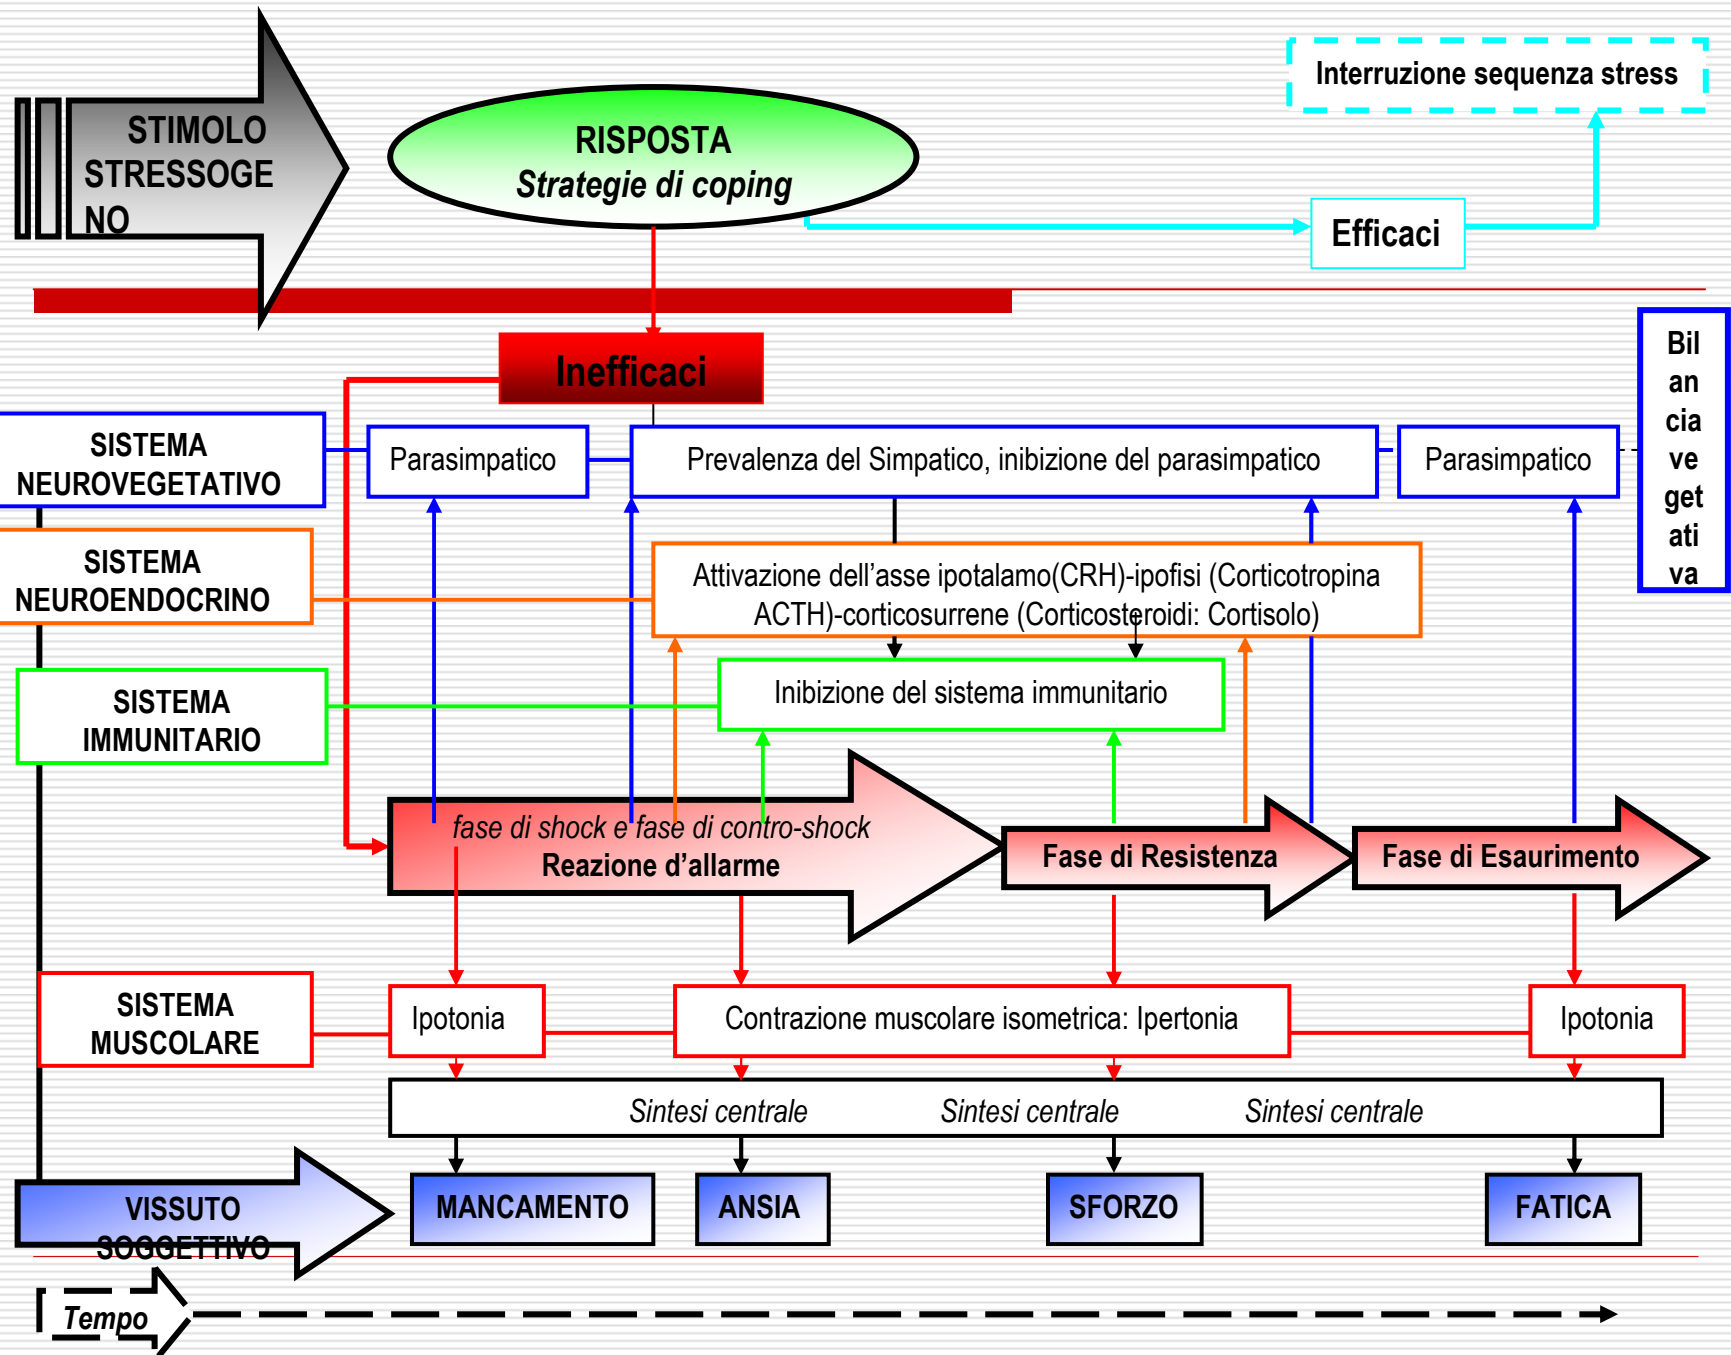 STIMOLO
STRESSOGE
NO
RISPOSTA
Strategie di coping
Interruzione sequenza stress
Efficaci
Inefficaci
Bil
an
cia
ve
get
ati
va
SISTEMA
NEUROVEGETATIVO
Parasimpatico
Prevalenza del Simpatico, inibizione del parasimpatico
Parasimpatico
SISTEMA
NEUROENDOCRINO
Attivazione dell'asse ipotalamo(CRH)-ipofisi (Corticotropina
ACTH)-corticosurrene (Corticosteroidi: Cortisolo)
SISTEMA
IMMUNITARIO
Inibizione del sistema immunitario
fase di shock e fase di contro-shock
Reazione d'allarme
Fase di Resistenza
Fase di Esaurimento
SISTEMA
MUSCOLARE
Ipotonia
Contrazione muscolare isometrica: Ipertonia
Ipotonia
Sintesi centrale
Sintesi centrale
Sintesi centrale
VISSUTO
SOGGETTIVO
MANCAMENTO
ANSIA
SFORZO
FATICA
Tempo